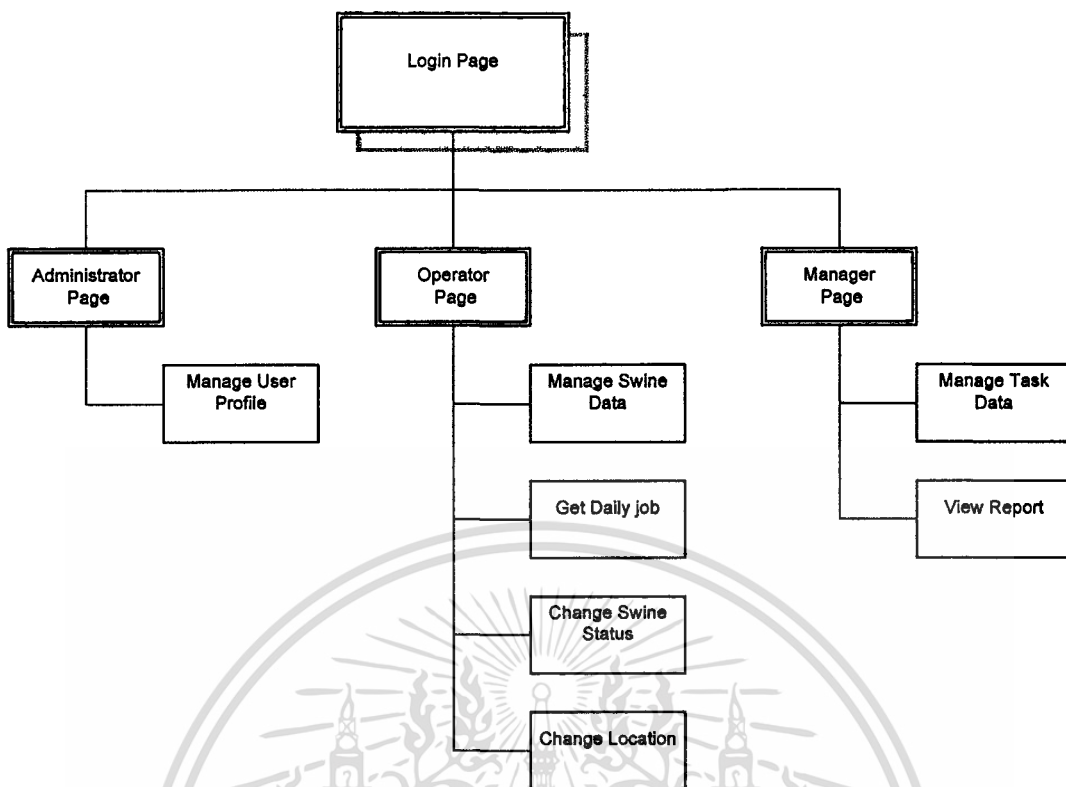 Login Page
Administrator
Page
Operator
Page
Manager
Page
Manage User
Profile
Manage Swine
Data
Manage Task
Data
Get Daily job
View Report
Change Swine
Status
Change Location